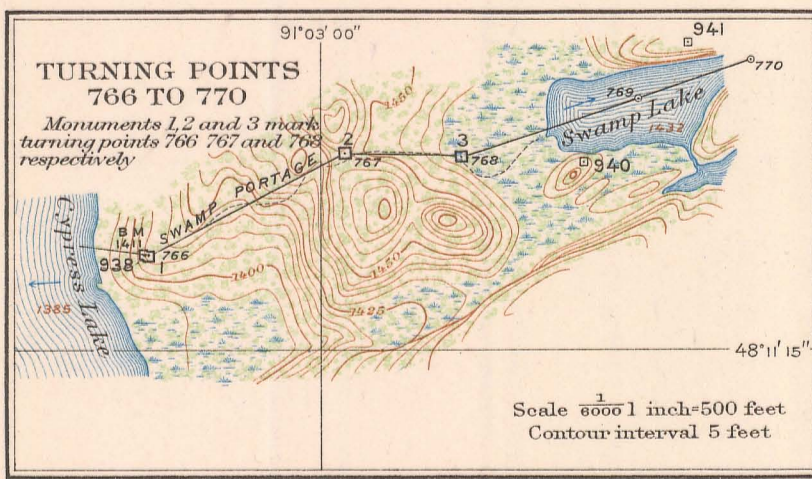 91°03'00"
TURNING POINTS
766 TO 770
Monuments 1, 2 and 3 mark
turning points 766 767 and 768
respectively
941
770
769
Swamp Lake
1432
1450
2
767
3
768
940
SWAMP PORTAGE
B M
1411
938
766
1
Cypress Lake
1385
1400
1450
1425
48°11'15"
Scale 1/6000 1 inch=500 feet
Contour interval 5 feet